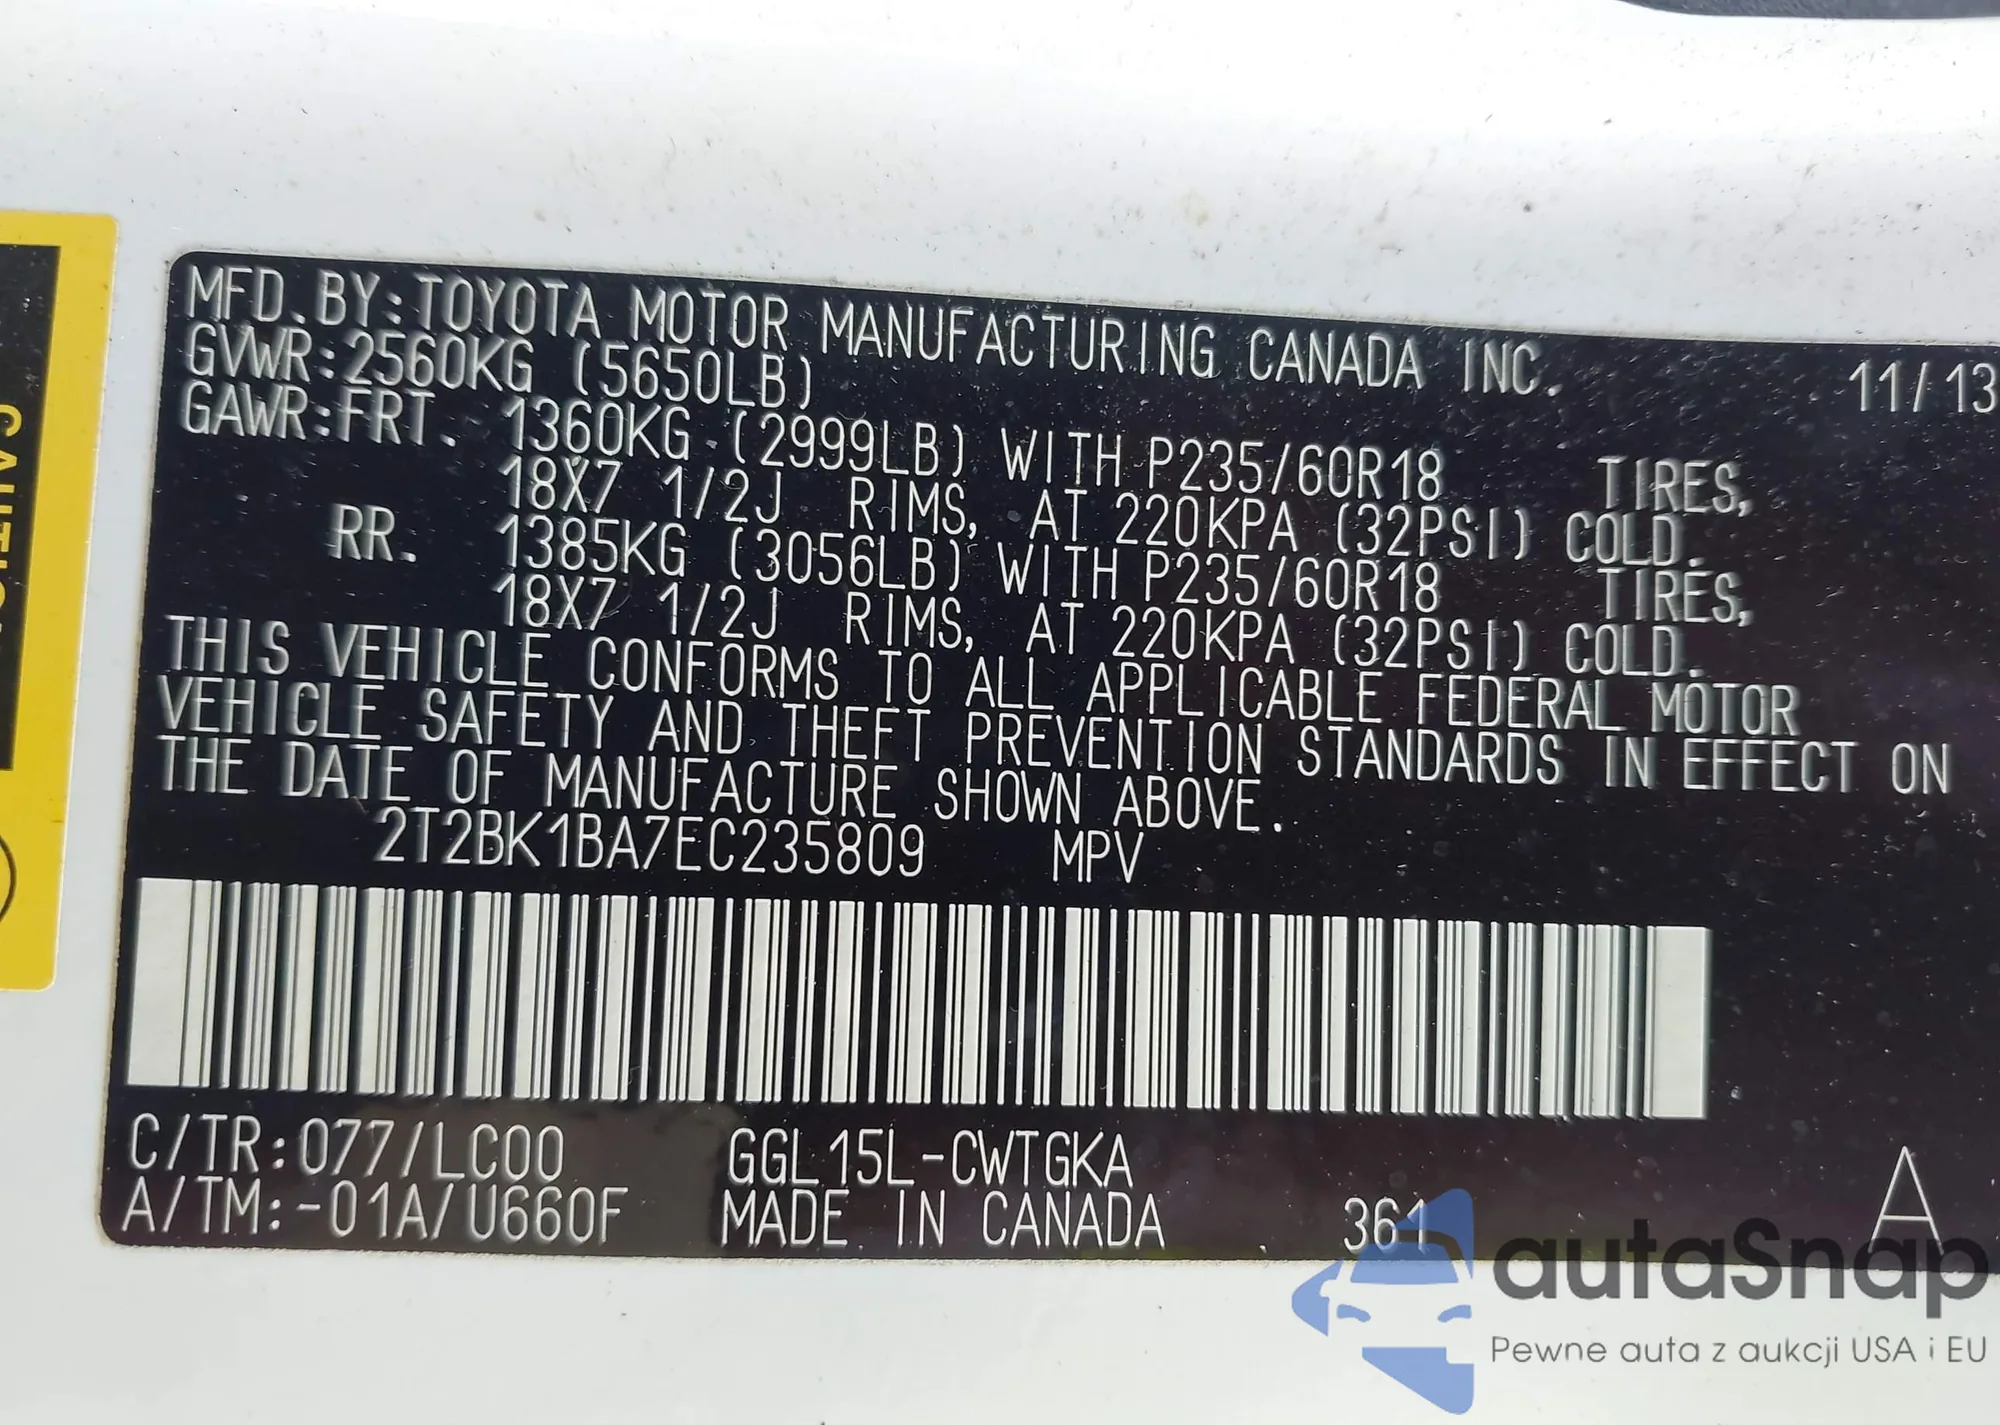 MFD.BY:TOYOTA MOTOR MANUFACTURING CANADA INC. 11/13
GVWR:2560KG (5650LB)
GAWR:FRT. 1360KG (2999LB) WITH P235/60R18 TIRES,
18X7 1/2J RIMS, AT 220KPA (32PSI) COLD.
RR. 1385KG (3056LB) WITH P235/60R18 TIRES,
18X7 1/2J RIMS, AT 220KPA (32PSI) COLD.
THIS VEHICLE CONFORMS TO ALL APPLICABLE FEDERAL MOTOR
VEHICLE SAFETY AND THEFT PREVENTION STANDARDS IN EFFECT ON
THE DATE OF MANUFACTURE SHOWN ABOVE.
2T2BK1BA7EC235809 MPV
C/TR:077/LC00 GGL15L-CWTGKA
A/TM:-01A/U660F MADE IN CANADA 361 A
autaSnap
Pewne auta z aukcji USA i EU